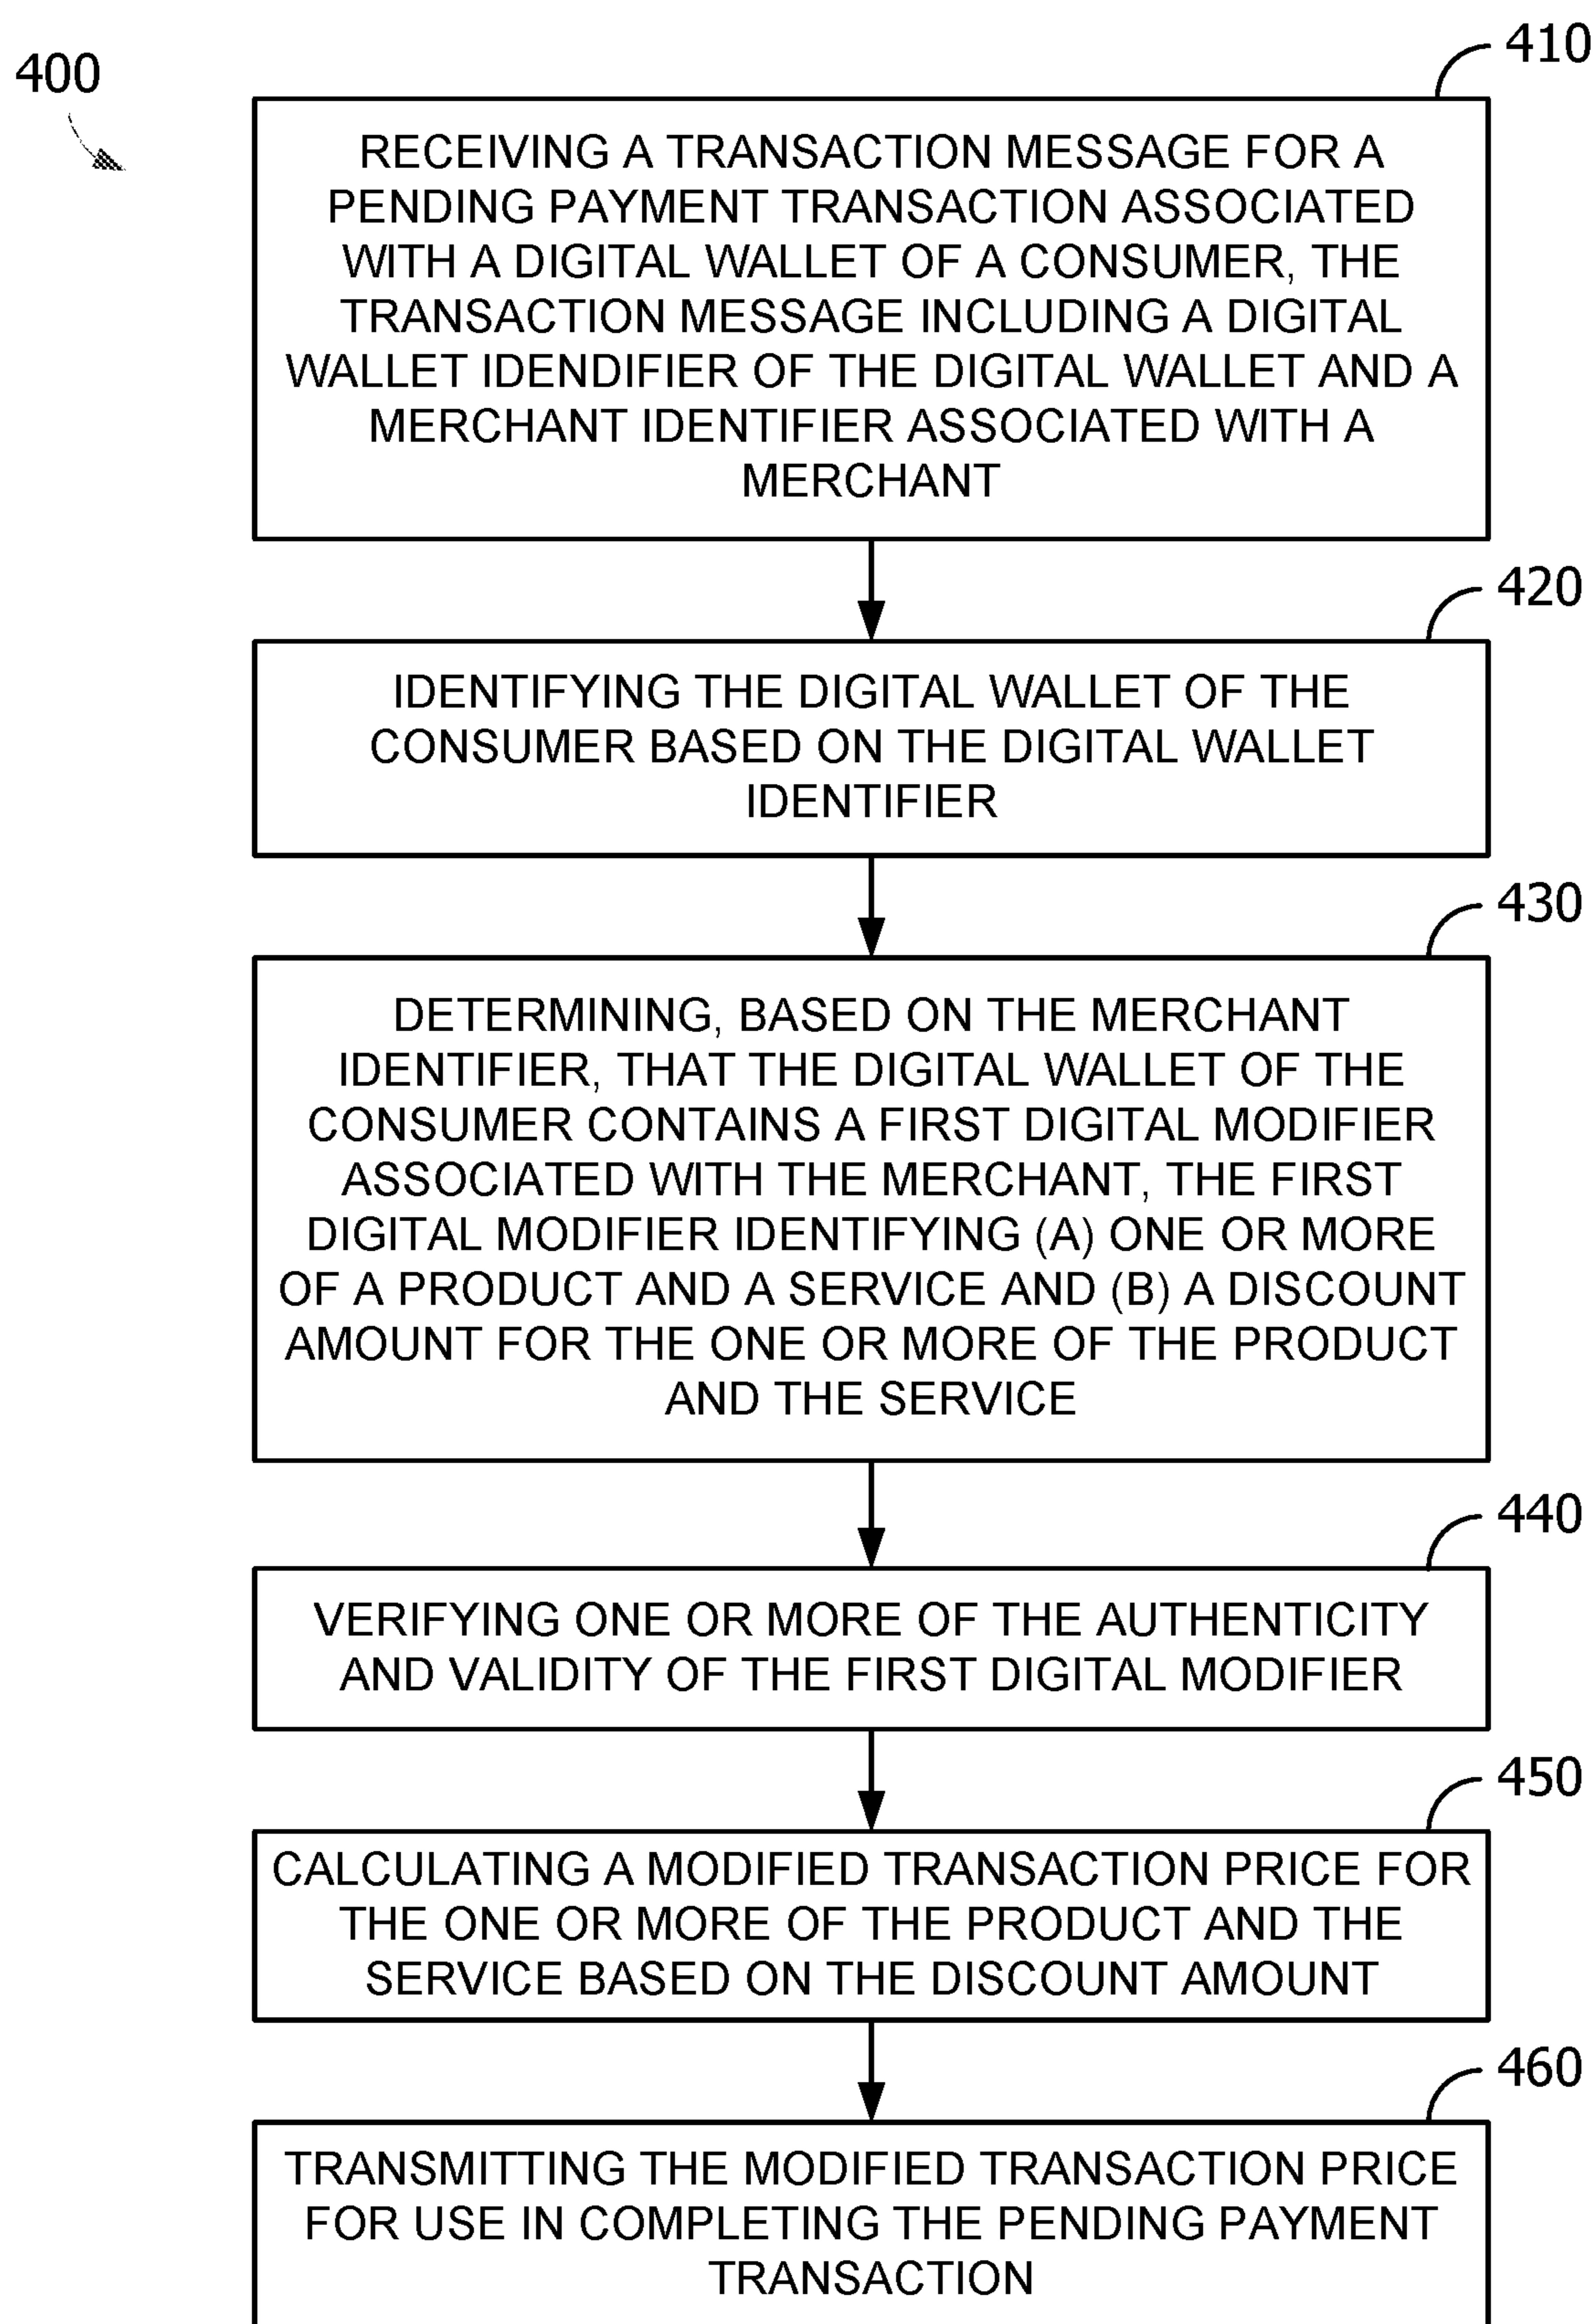 400
410
RECEIVING A TRANSACTION MESSAGE FOR A
PENDING PAYMENT TRANSACTION ASSOCIATED
WITH A DIGITAL WALLET OF A CONSUMER, THE
TRANSACTION MESSAGE INCLUDING A DIGITAL
WALLET IDENDIFIER OF THE DIGITAL WALLET AND A
MERCHANT IDENTIFIER ASSOCIATED WITH A
MERCHANT
420
IDENTIFYING THE DIGITAL WALLET OF THE
CONSUMER BASED ON THE DIGITAL WALLET
IDENTIFIER
430
DETERMINING, BASED ON THE MERCHANT
IDENTIFIER, THAT THE DIGITAL WALLET OF THE
CONSUMER CONTAINS A FIRST DIGITAL MODIFIER
ASSOCIATED WITH THE MERCHANT, THE FIRST
DIGITAL MODIFIER IDENTIFYING (A) ONE OR MORE
OF A PRODUCT AND A SERVICE AND (B) A DISCOUNT
AMOUNT FOR THE ONE OR MORE OF THE PRODUCT
AND THE SERVICE
440
VERIFYING ONE OR MORE OF THE AUTHENTICITY
AND VALIDITY OF THE FIRST DIGITAL MODIFIER
450
CALCULATING A MODIFIED TRANSACTION PRICE FOR
THE ONE OR MORE OF THE PRODUCT AND THE
SERVICE BASED ON THE DISCOUNT AMOUNT
460
TRANSMITTING THE MODIFIED TRANSACTION PRICE
FOR USE IN COMPLETING THE PENDING PAYMENT
TRANSACTION